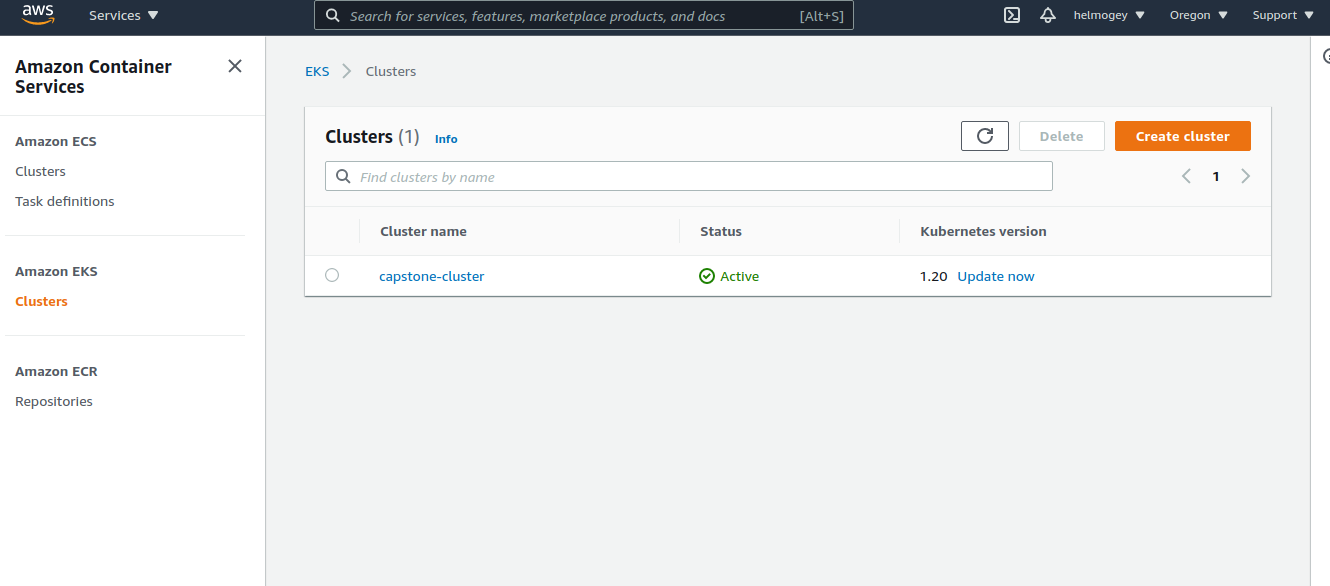 aws
Services
Search for services, features, marketplace products, and docs
[Alt+S]
helmogey
Oregon
Support
Amazon Container
Services
Amazon ECS
Clusters
Task definitions
Amazon EKS
Clusters
Amazon ECR
Repositories
EKS
Clusters
Clusters (1)
Info
Delete
Create cluster
Find clusters by name
1
Cluster name
Status
Kubernetes version
capstone-cluster
Active
1.20
Update now